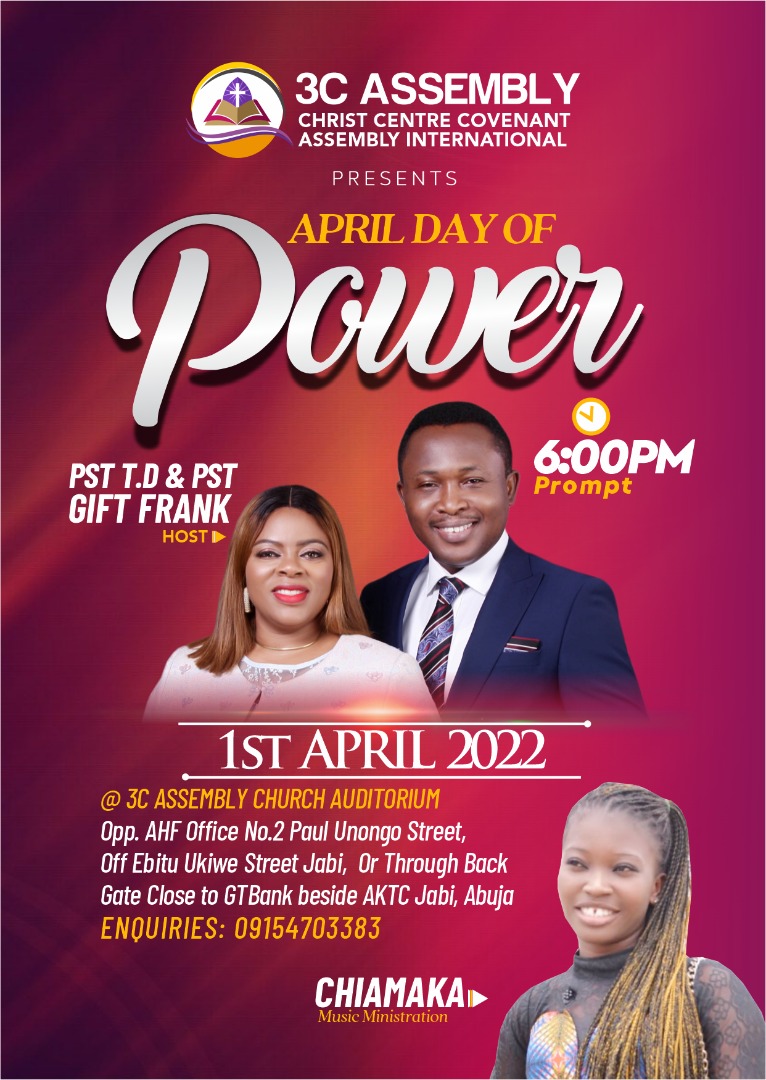 3C ASSEMBLY
CHRIST CENTRE COVENANT
ASSEMBLY INTERNATIONAL
PRESENTS
APRIL DAY OF
Power
6:00PM
Prompt
PST T.D & PST
GIFT FRANK
HOST
1ST APRIL 2022
@ 3C ASSEMBLY CHURCH AUDITORIUM
Opp. AHF Office No.2 Paul Unongo Street,
Off Ebitu Ukiwe Street Jabi, Or Through Back
Gate Close to GTBank beside AKTC Jabi, Abuja
ENQUIRIES: 09154703383
CHIAMAKA
Music Ministration